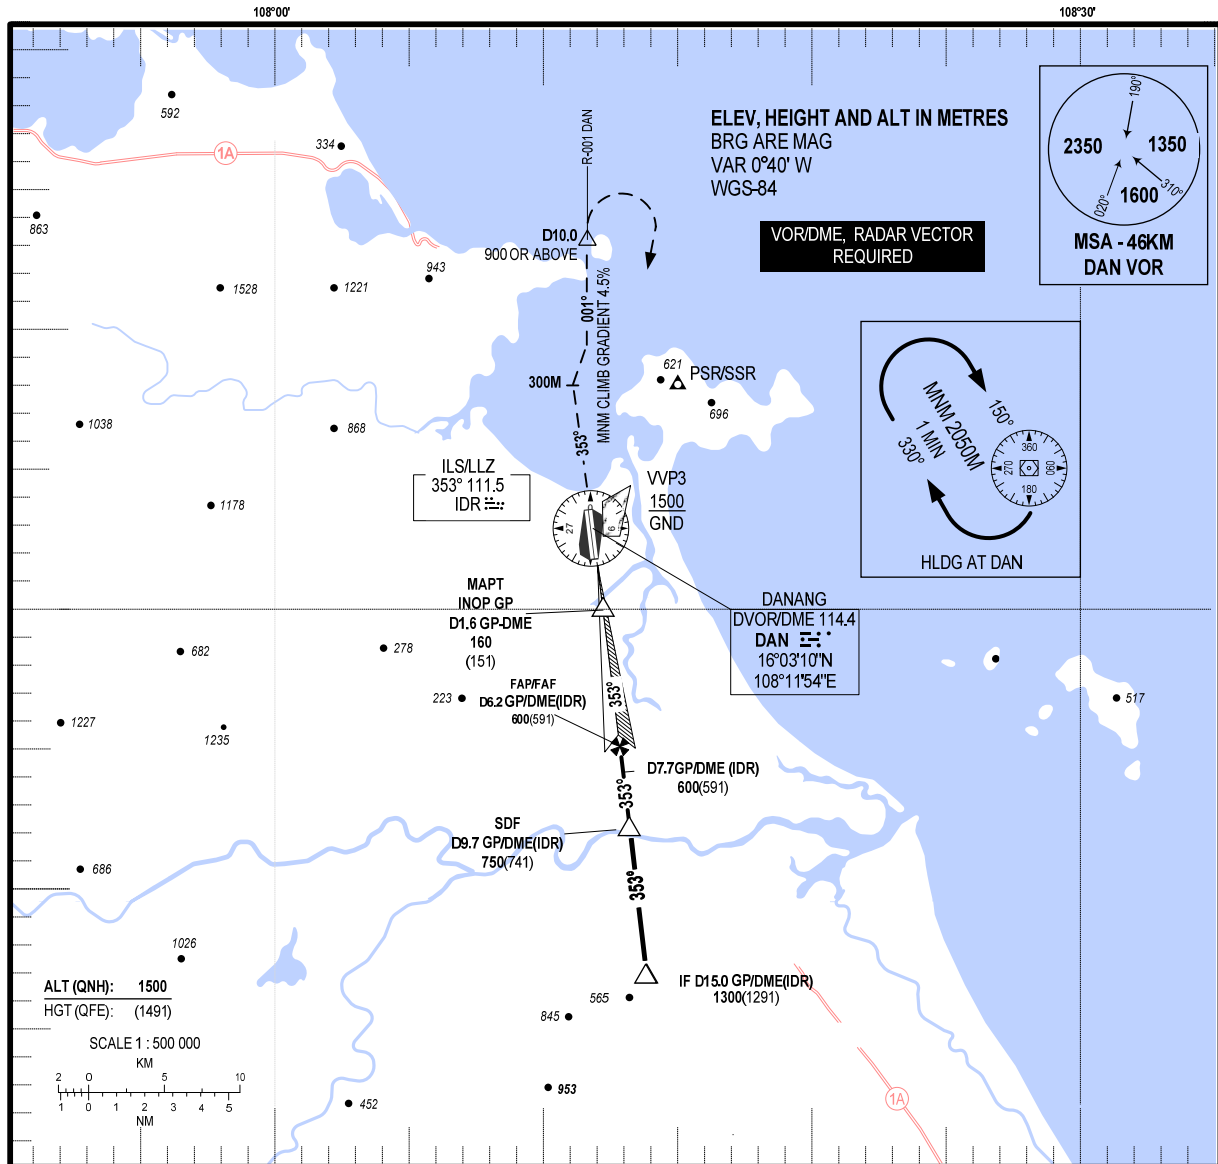 108°00'
108°30'
592
1A
334
863
943
1528
1221
R-001 DAN
D10.0
900 OR ABOVE
001°
MNM CLIMB GRADIENT 4.5%
300M
353°
ELEV, HEIGHT AND ALT IN METRES
BRG ARE MAG
VAR 0°40' W
WGS-84
VOR/DME, RADAR VECTOR
REQUIRED
190°
2350
1350
310°
020°
1600
MSA - 46KM
DAN VOR
621
PSR/SSR
696
1038
868
1178
MNM 2050M
1 MIN
150°
330°
360
090
180
270
HLDG AT DAN
ILS/LLZ
353° 111.5
IDR
VVP3
1500
GND
27
9
MAPT
INOP GP
D1.6 GP-DME
160
(151)
DANANG
DVOR/DME 114.4
DAN
16°03'10"N
108°11'54"E
682
278
223
1227
1235
517
FAP/FAF
D6.2 GP/DME(IDR)
600(591)
353°
D7.7GP/DME (IDR)
600(591)
353°
SDF
D9.7 GP/DME(IDR)
750(741)
353°
686
1026
IF D15.0 GP/DME(IDR)
1300(1291)
565
845
953
452
1A
ALT (QNH): 1500
HGT (QFE): (1491)
SCALE 1 : 500 000
KM
2 0 5 10
1 0 1 2 3 4 5
NM